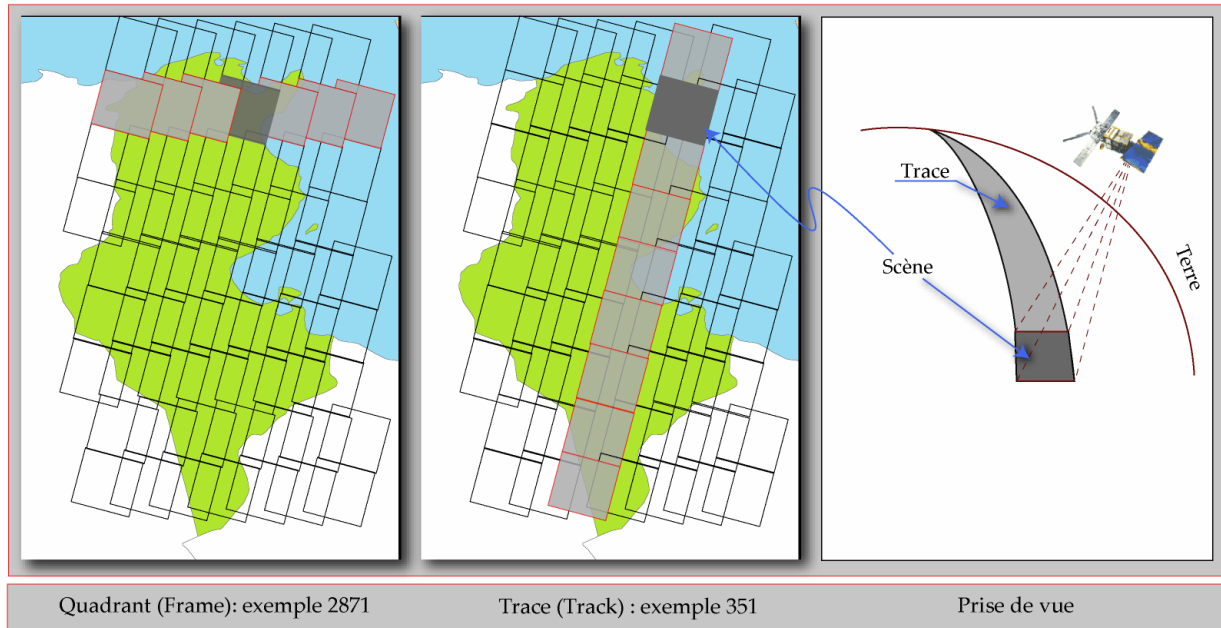 Trace
Scène
Terre
Quadrant (Frame): exemple 2871
Trace (Track) : exemple 351
Prise de vue